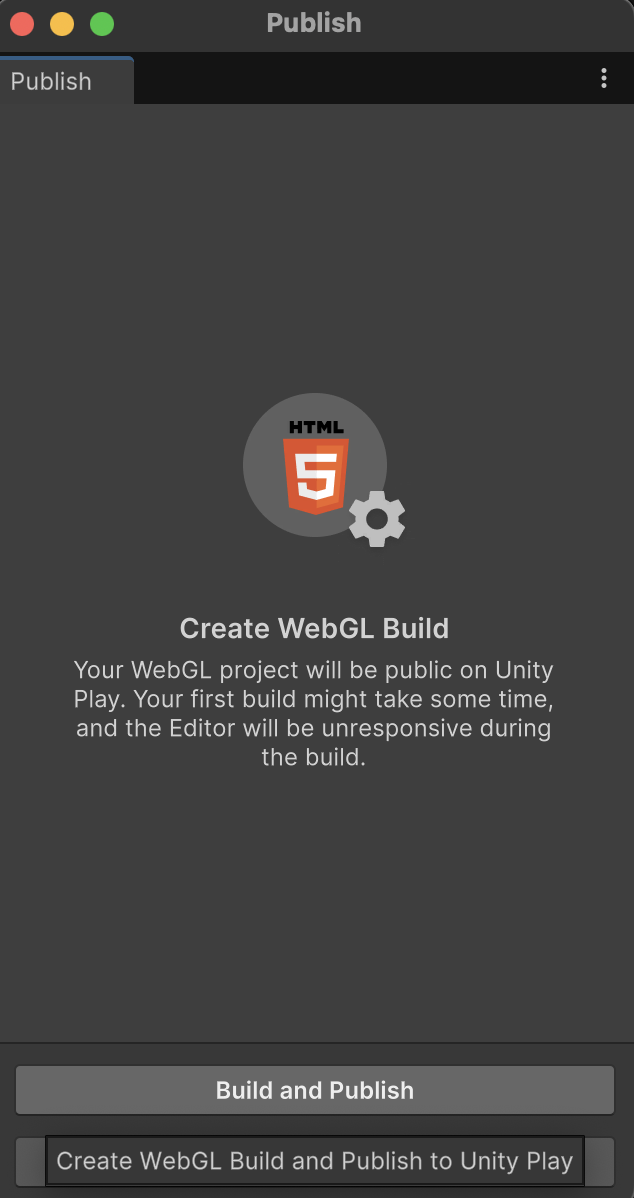 Publish
Publish
HTML
5
Create WebGL Build
Your WebGL project will be public on Unity
Play. Your first build might take some time,
and the Editor will be unresponsive during
the build.
Build and Publish
Create WebGL Build and Publish to Unity Play